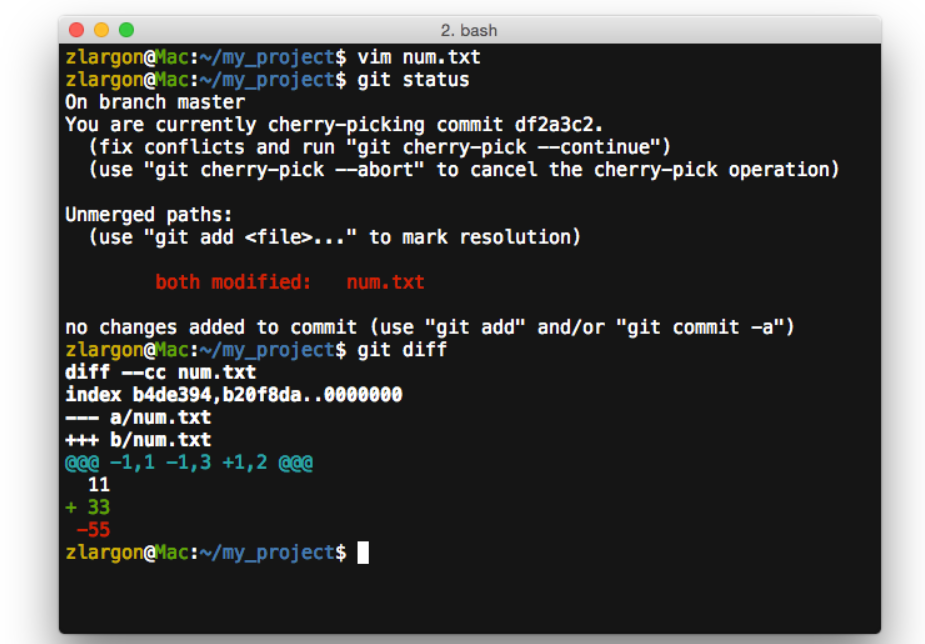 2. bash
zlargon@Mac:~/my_project$ vim num.txt
zlargon@Mac:~/my_project$ git status
On branch master
You are currently cherry-picking commit df2a3c2.
  (fix conflicts and run "git cherry-pick --continue")
  (use "git cherry-pick --abort" to cancel the cherry-pick operation)
Unmerged paths:
  (use "git add <file>..." to mark resolution)
        both modified:   num.txt
no changes added to commit (use "git add" and/or "git commit -a")
zlargon@Mac:~/my_project$ git diff
diff --cc num.txt
index b4de394,b20f8da..0000000
--- a/num.txt
+++ b/num.txt
@@@ -1,1 -1,3 +1,2 @@@
  11
+ 33
 -55
zlargon@Mac:~/my_project$